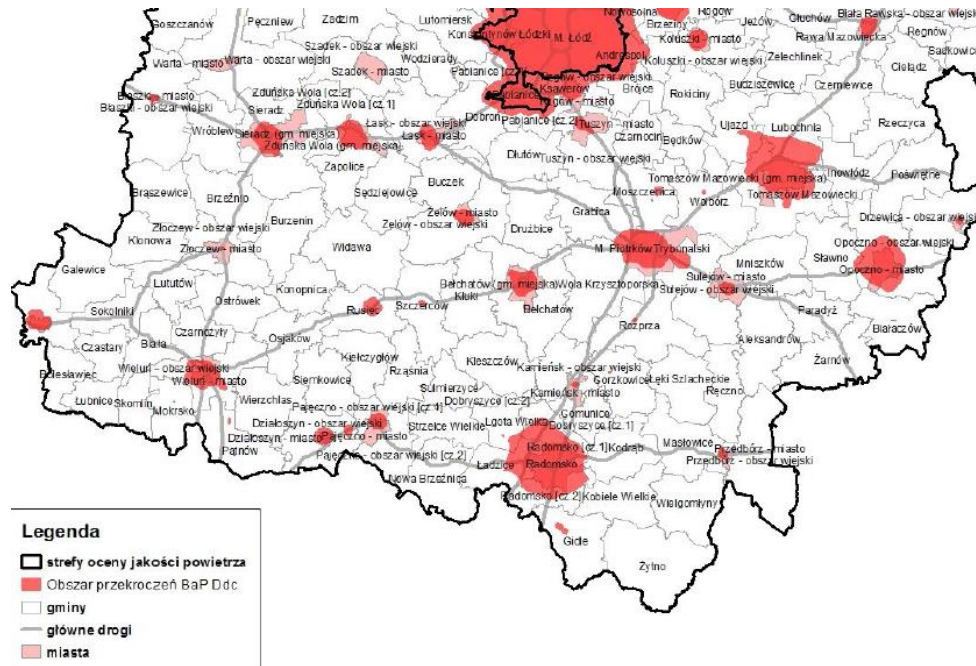 Goszczanów
Pęczniew
Zadzim
Lutomiersk
Nowosolna
Rogów
Brzeziny
Jeżów
Głuchów
Biała Rawska - obszar wiejski
Regnów
Sadkowice
Konstantynów Łódzki
M. Łódź
Andrespol
Koluszki - miasto
Koluszki - obszar wiejski
Rawa Mazowiecka
Żelechlinek
Cielądz
Szadek - obszar wiejski
Wodzierady
Szadek - miasto
Warta - miasto
Warta - obszar wiejski
Pabianice [cz.
Ksawerów
Pabianice
Brójce
Rokiciny
Budziszewice
Czerniewice
Błaszki - miasto
Błaszki - obszar wiejski
Zduńska Wola [cz.2]
Zduńska Wola [cz.1]
Sieradz
Wróblew
Sieradz (gm. miejska)
Zduńska Wola (gm. miejska)
Łask - obszar wiejski
Łask - miasto
Dobroń
Pabianice [cz.2]
Tuszyn - miasto
Czarnocin
Będków
Ujazd
Lubochnia
Rzeczyca
Zapolice
Dłutów
Tuszyn - obszar wiejski
Moszczenica
Tomaszów Mazowiecki (gm. miejska)
Tomaszów Mazowiecki
Inowłódz
Poświętne
Wolbórz
Brąszewice
Brzeźnio
Sędziejowice
Buczek
Grabica
Burzenin
Zelów - miasto
Zelów - obszar wiejski
Drużbice
Drzewica - obszar wiejski
Klonowa
Złoczew - obszar wiejski
Złoczew - miasto
Widawa
M. Piotrków Trybunalski
Mniszków
Sławno
Opoczno - obszar wiejski
Opoczno - miasto
Galewice
Lututów
Konopnica
Bełchatów (gm. miejska)
Wola Krzysztoporska
Sulejów - miasto
Sulejów - obszar wiejski
Ostrówek
Sokolniki
Rusiec
Szczerców
Kluki
Bełchatów
Paradyż
Białaczów
Czarnożyły
Osjaków
Rozprza
Aleksandrów
Czastary
Biała
Żarnów
Bolesławiec
Wieluń - obszar wiejski
Wieluń - miasto
Kiełczygłów
Rząśnia
Kleszczów
Kamieńsk - obszar wiejski
Gorzkowice
Łęki Szlacheckie
Ręczno
Łubnice
Skomlin
Mokrsko
Wierzchlas
Siemkowice
Sulmierzyce
Dobryszyce [cz.2]
Kamieńsk - miasto
Gomunice
Pajęczno - obszar wiejski [cz.1]
Działoszyn - obszar wiejski
Działoszyn - miasto
Pajęczno - miasto
Strzelce Wielkie
Lgota Wielka
Dobryszyce [cz.1]
Pątnów
Pajęczno - obszar wiejski [cz.2]
Ładzice
Radomsko [cz.1]
Radomsko
Kodrąb
Masłowice
Przedbórz - miasto
Przedbórz - obszar wiejski
Nowa Brzeźnica
Radomsko [cz.2]
Kobiele Wielkie
Wielgomłyny
Gidle
Żytno
Legenda
strefy oceny jakości powietrza
Obszar przekroczeń BaP Ddc
gminy
główne drogi
miasta